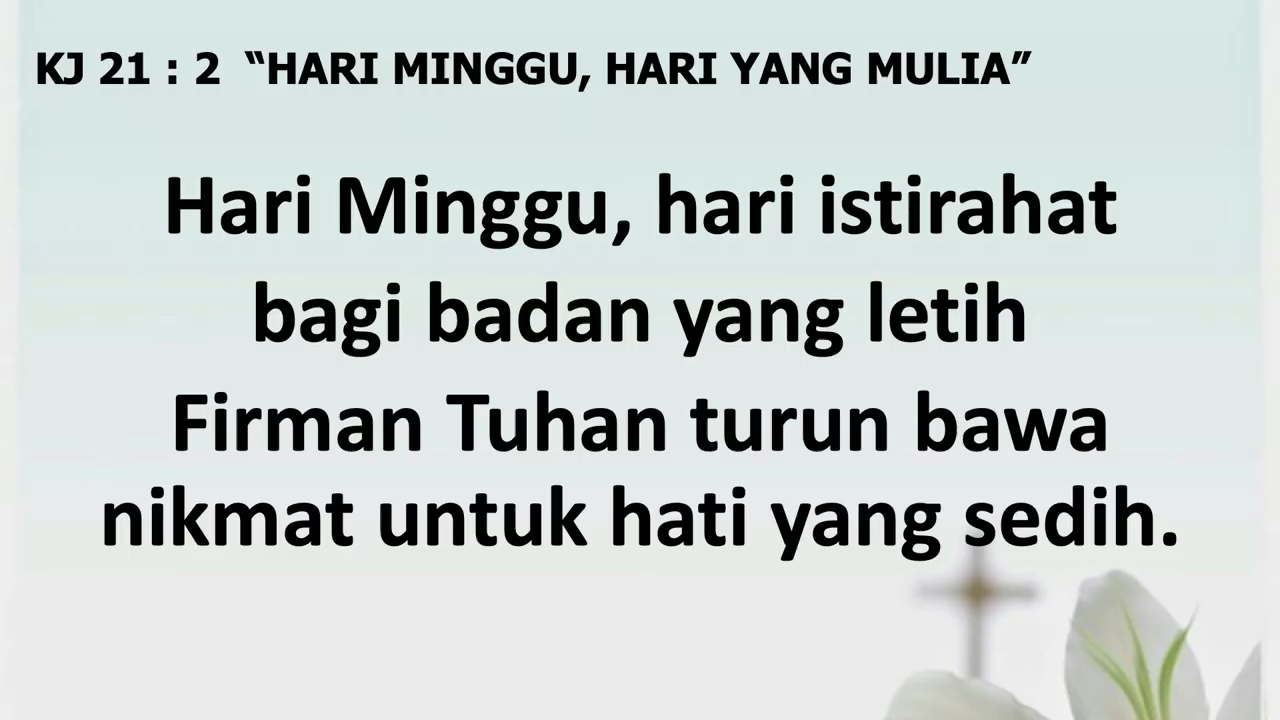 KJ 21 : 2 “HARI MINGGU, HARI YANG MULIA”
Hari Minggu, hari istirahat
bagi badan yang letih
Firman Tuhan turun bawa
nikmat untuk hati yang sedih.